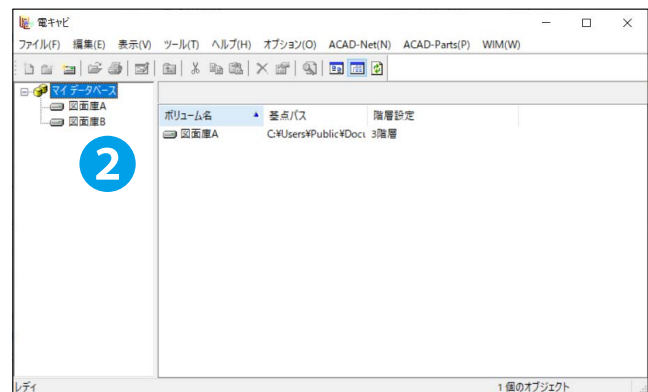 電キャビ
ファイル(F) 編集(E) 表示(V) ツール(T) ヘルプ(H) オプション(O) ACAD-Net(N) ACAD-Parts(P) WIM(W)
マイ データベース
図面庫A
図面庫B
2
ボリューム名 基点パス 階層設定
図面庫A C:¥Users¥Public¥Docu 3階層
レディ 1 個のオブジェクト